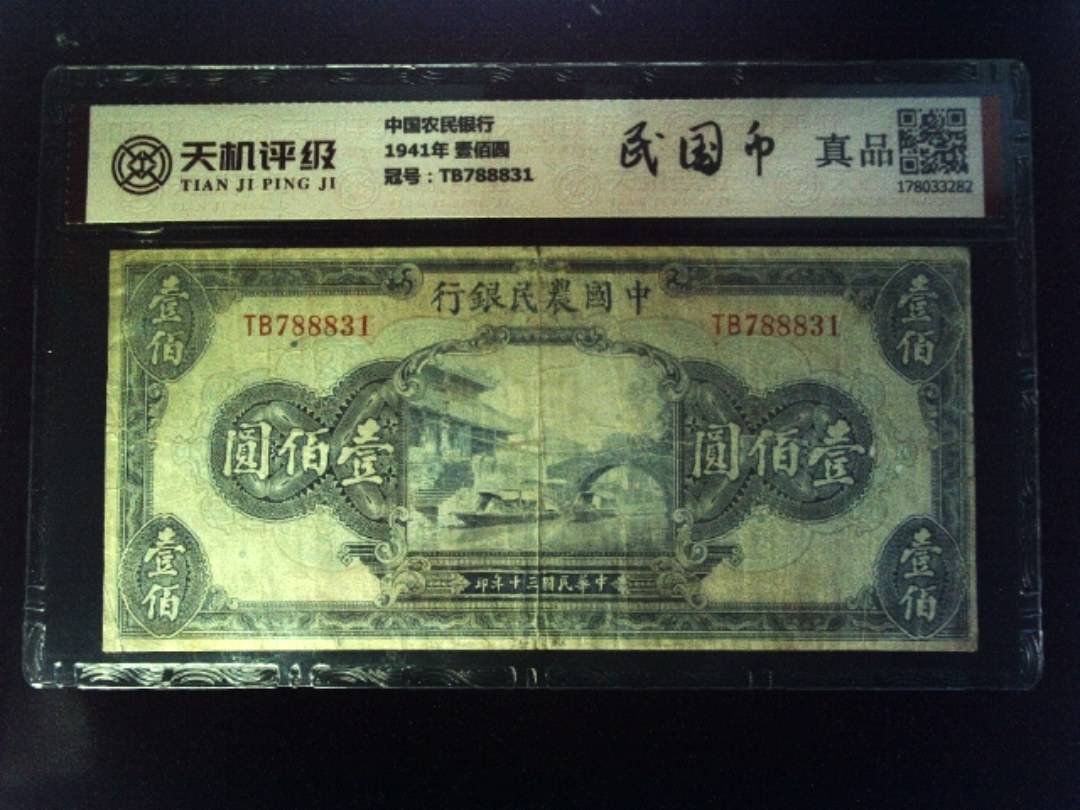 天机评级
TIAN JI PING JI
中国农民银行
1941年 壹佰圆
冠号：TB788831
民国币
真品
178033282
行銀民農國中
壹佰
壹佰
TB788831
TB788831
圓佰壹
圓佰壹
壹佰
壹佰
印年十三國民華中